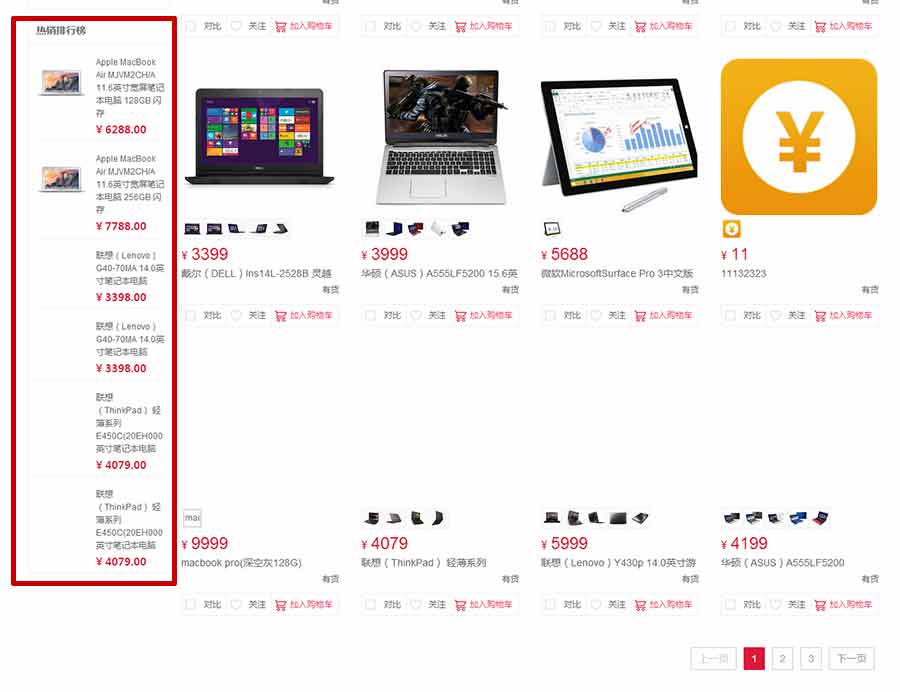 热销排行榜
Apple MacBook
Air MJVM2CH/A
11.6英寸宽屏笔记
本电脑 128GB 闪
存
¥ 6288.00
Apple MacBook
Air MJVM2CH/A
11.6英寸宽屏笔记
本电脑 256GB 闪
存
¥ 7788.00
联想（Lenovo）
G40-70MA 14.0英
寸笔记本电脑
¥ 3398.00
联想（Lenovo）
G40-70MA 14.0英
寸笔记本电脑
¥ 3398.00
联想
（ThinkPad） 轻
薄系列
E450C(20EH000
英寸笔记本电脑
¥ 4079.00
联想
（ThinkPad） 轻
薄系列
E450C(20EH000
英寸笔记本电脑
¥ 4079.00
有货 有货 有货 有货
对比 关注 加入购物车 对比 关注 加入购物车 对比 关注 加入购物车 对比 关注 加入购物车
¥
¥ 3399 ¥ 3999 ¥ 5688 ¥ 11
戴尔（DELL）Ins14L-2528B 灵越 华硕（ASUS）A555LF5200 15.6英 微软MicrosoftSurface Pro 3中文版 11132323
有货 有货 有货 有货
对比 关注 加入购物车 对比 关注 加入购物车 对比 关注 加入购物车 对比 关注 加入购物车
mac
¥ 9999 ¥ 4079 ¥ 5999 ¥ 4199
macbook pro(深空灰128G) 联想（ThinkPad） 轻薄系列 联想（Lenovo）Y430p 14.0英寸游 华硕（ASUS）A555LF5200
有货 有货 有货 有货
对比 关注 加入购物车 对比 关注 加入购物车 对比 关注 加入购物车 对比 关注 加入购物车
上一页 1 2 3 下一页